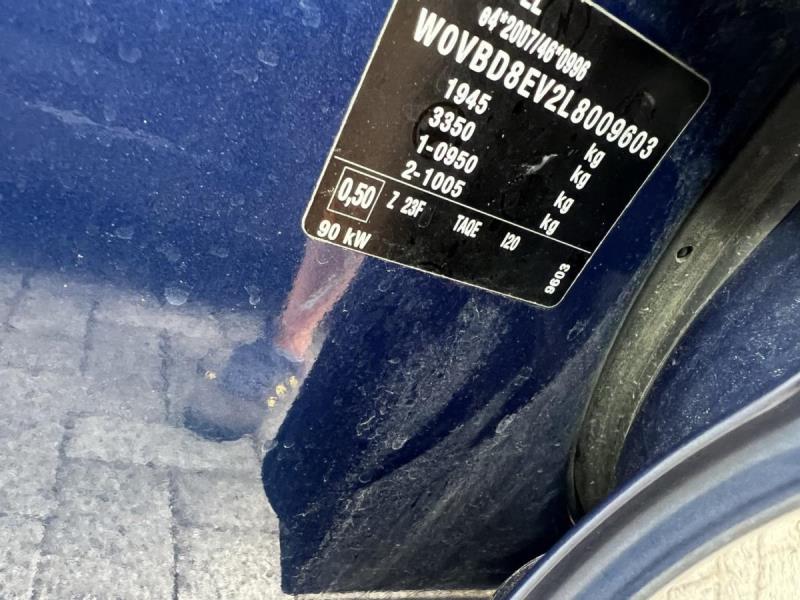 e4*2007/46*0996
W0VBD8EV2L8009603
1945 kg
3350 kg
1-0950 kg
2-1005 kg
0,50 Z 23F TAQE I20
90 kW 9603